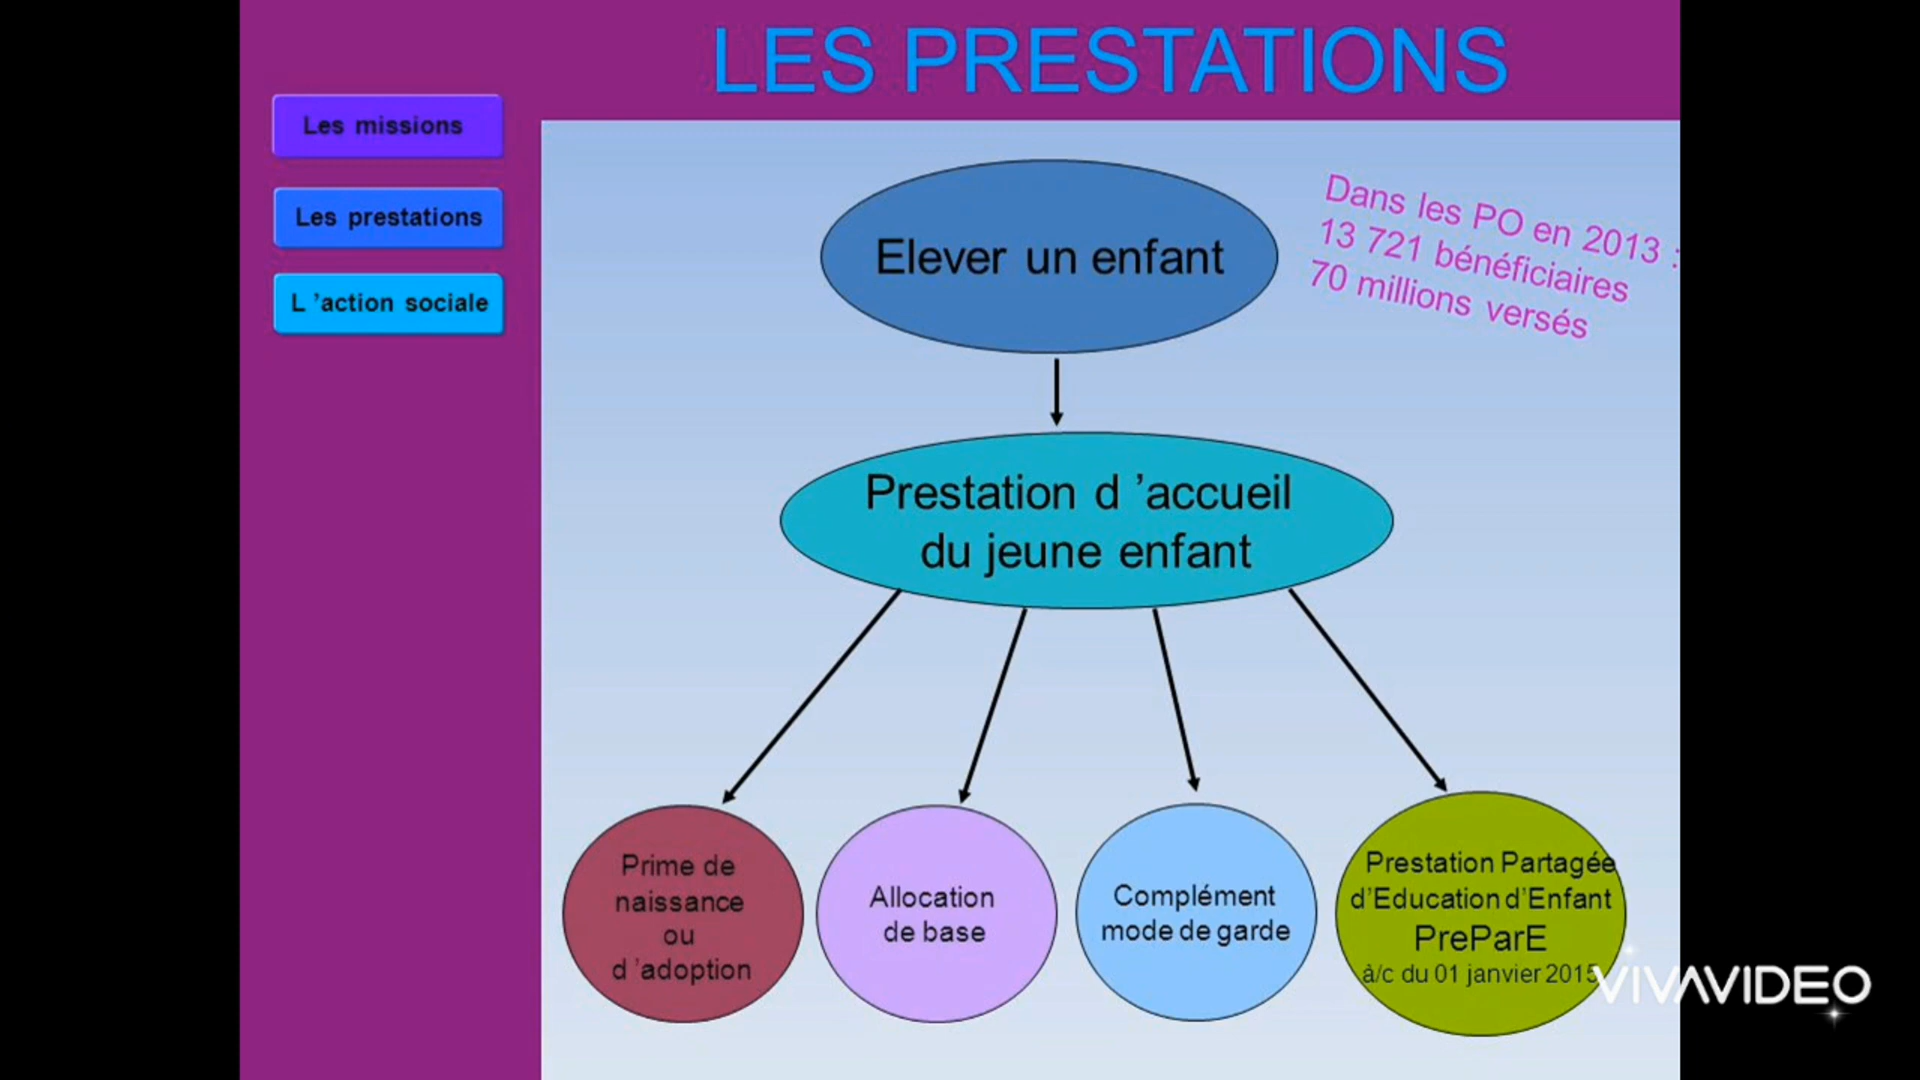 LES PRESTATIONS
Les missions
Les prestations
L ’action sociale
Elever un enfant
Dans les PO en 2013 :
13 721 bénéficiaires
70 millions versés
Prestation d ’accueil
du jeune enfant
Prime de
naissance
ou
d ’adoption
Allocation
de base
Complément
mode de garde
Prestation Partagée
d’Education d’Enfant
PreParE
à/c du 01 janvier 2015
VIVAVIDEO